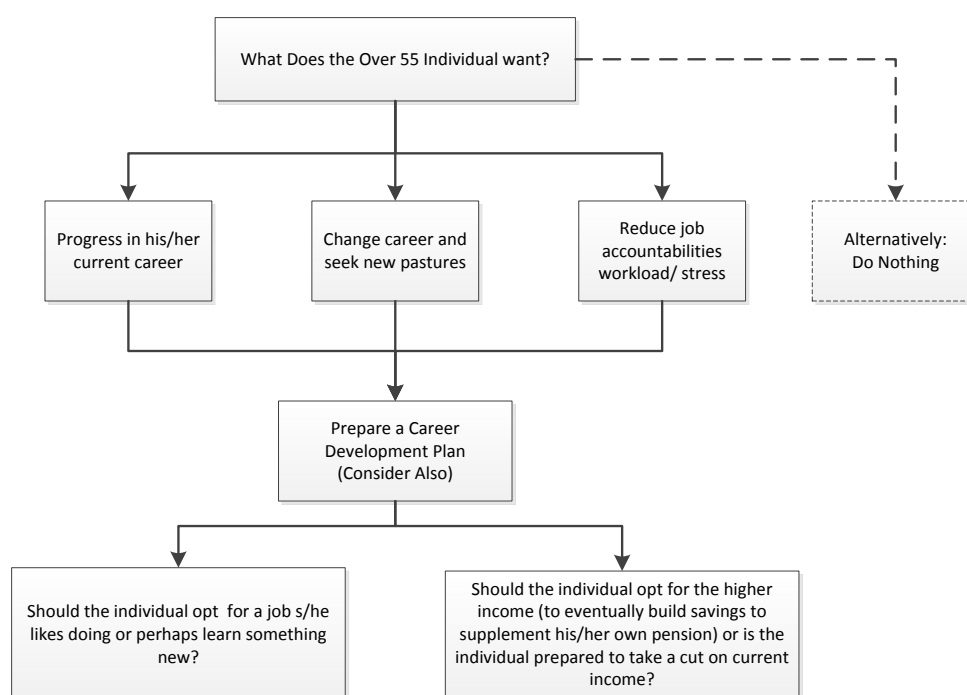 What Does the Over 55 Individual want?
Progress in his/her
current career
Change career and
seek new pastures
Reduce job
accountabilities
workload/ stress
Alternatively:
Do Nothing
Prepare a Career
Development Plan
(Consider Also)
Should the individual opt  for a job s/he
likes doing or perhaps learn something
new?
Should the individual opt for the higher
income (to eventually build savings to
supplement his/her own pension) or is the
individual prepared to take a cut on current
income?